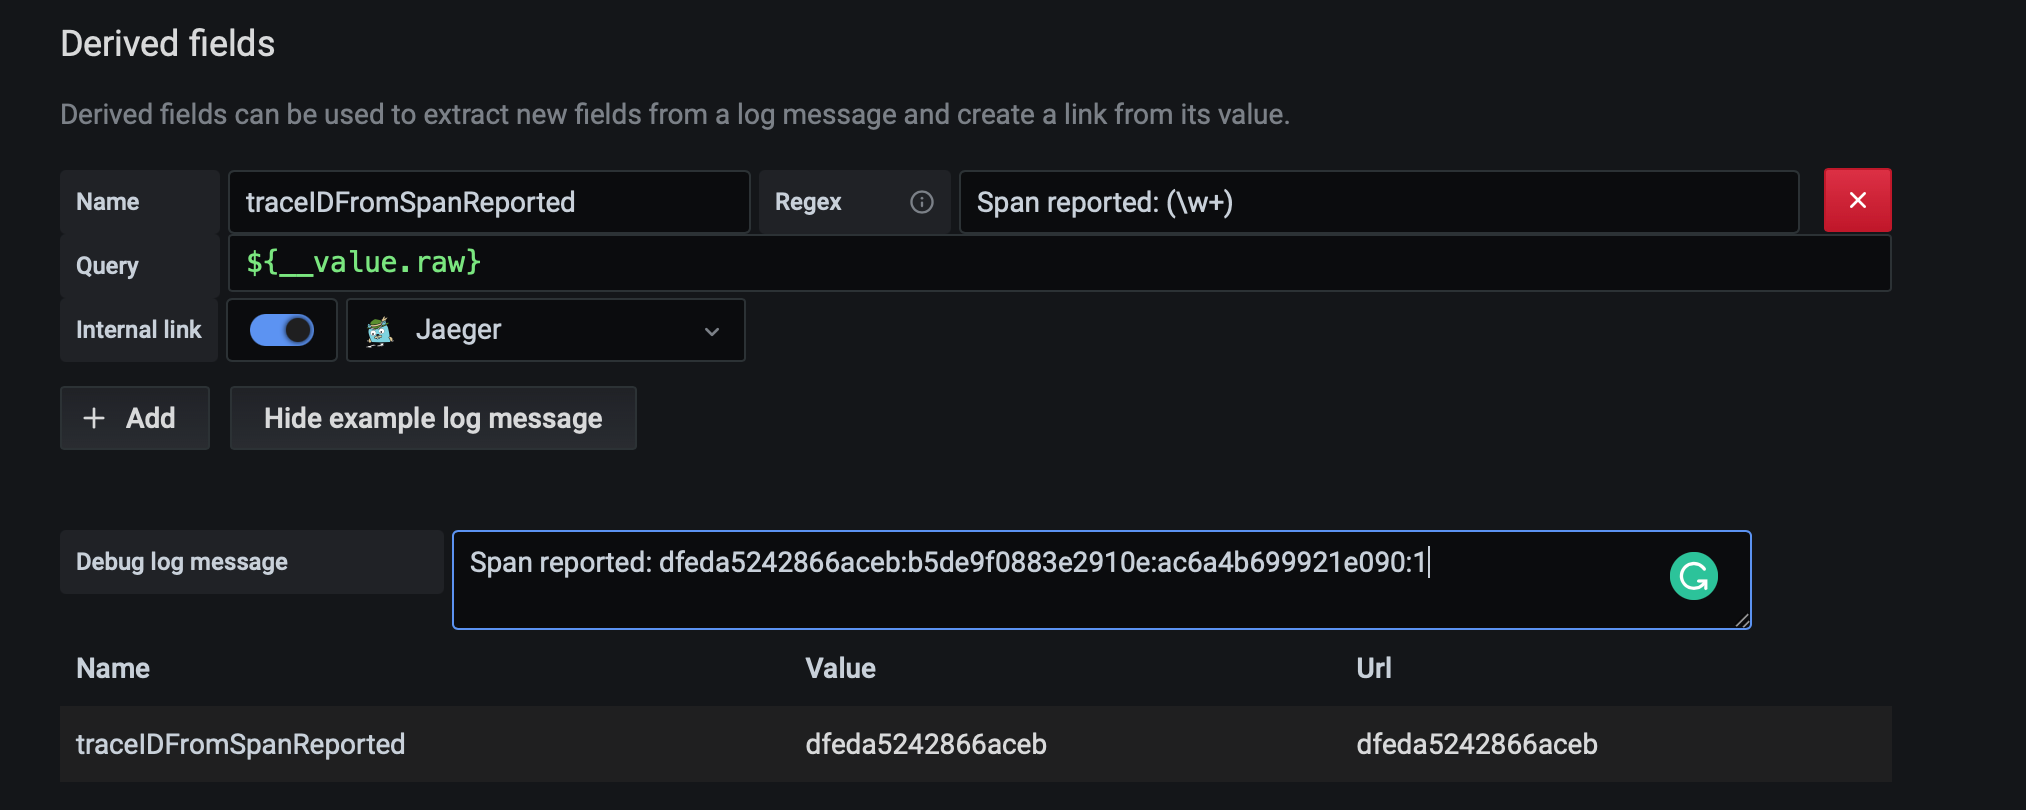 Derived fields
Derived fields can be used to extract new fields from a log message and create a link from its value.
Name traceIDFromSpanReported Regex Span reported: (\w+)
Query ${__value.raw}
Internal link Jaeger
Add Hide example log message
Debug log message Span reported: dfeda5242866aceb:b5de9f0883e2910e:ac6a4b699921e090:1
Name Value Url
traceIDFromSpanReported dfeda5242866aceb dfeda5242866aceb